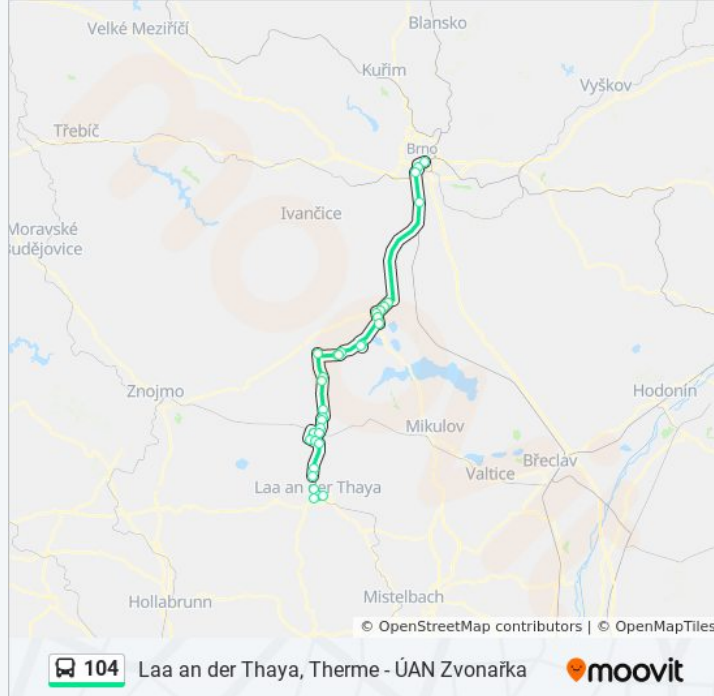 Velké Meziříčí
Blansko
Kuřim
Vyškov
Třebíč
Brno
Ivančice
Moravské
Budějovice
Znojmo
Hodonín
Mikulov
Břeclav
Valtice
Laa an der Thaya
Mistelbach
Hollabrunn
© OpenStreetMap contributors | © OpenMapTiles
104 Laa an der Thaya, Therme - ÚAN Zvonařka
moovit